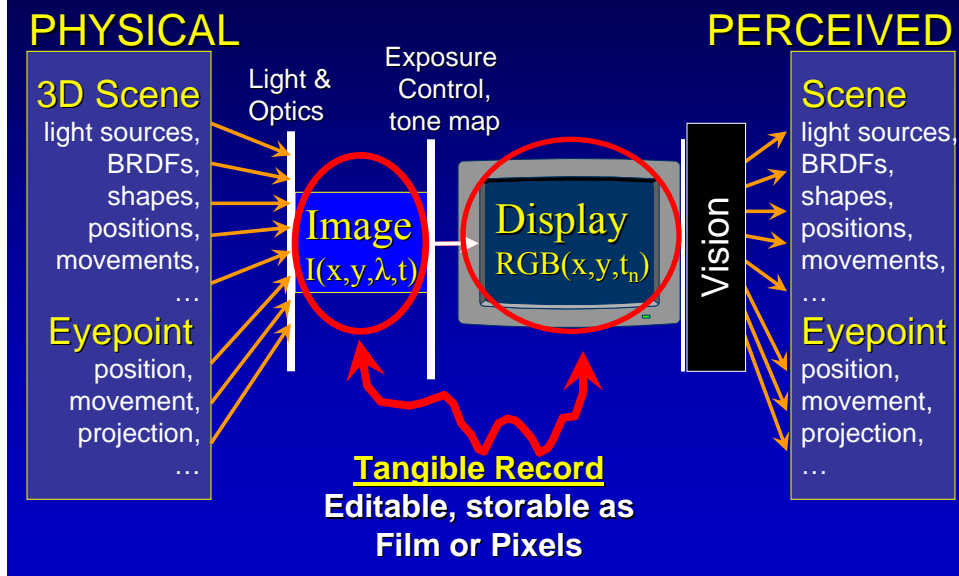 PHYSICAL
3D Scene
light sources,
BRDFs,
shapes,
positions,
movements,
…
Eyepoint
position,
movement,
projection,
…
Light &
Optics
Image
I(x,y,λ,t)
Exposure
Control,
tone map
Display
RGB(x,y,tₙ)
Vision
PERCEIVED
Scene
light sources,
BRDFs,
shapes,
positions,
movements,
…
Eyepoint
position,
movement,
projection,
…
Tangible Record
Editable, storable as
Film or Pixels